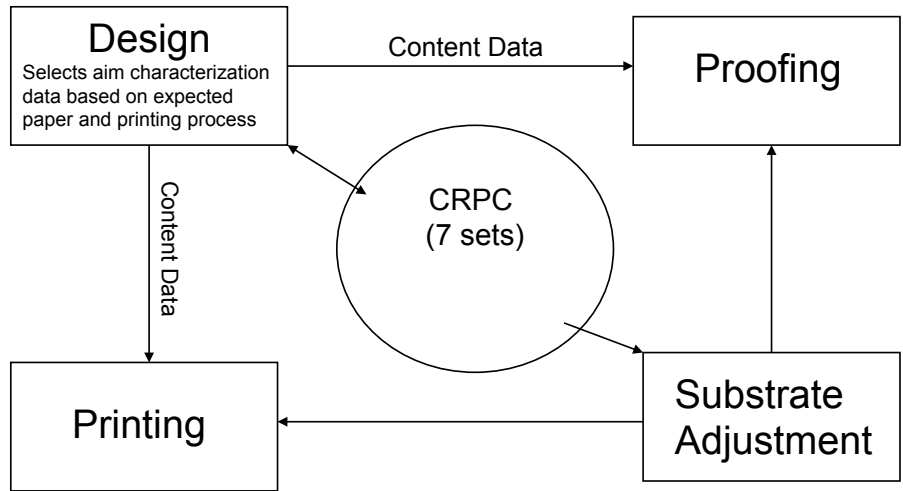 Design
Selects aim characterization
data based on expected
paper and printing process
Content Data
Proofing
Content Data
CRPC
(7 sets)
Printing
Substrate
Adjustment